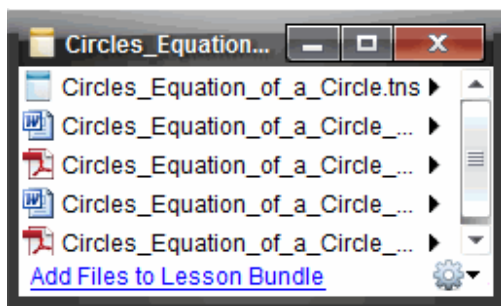 Circles_Equation...
Circles_Equation_of_a_Circle.tns
Circles_Equation_of_a_Circle_...
Circles_Equation_of_a_Circle_...
Circles_Equation_of_a_Circle_...
Circles_Equation_of_a_Circle_...
Add Files to Lesson Bundle